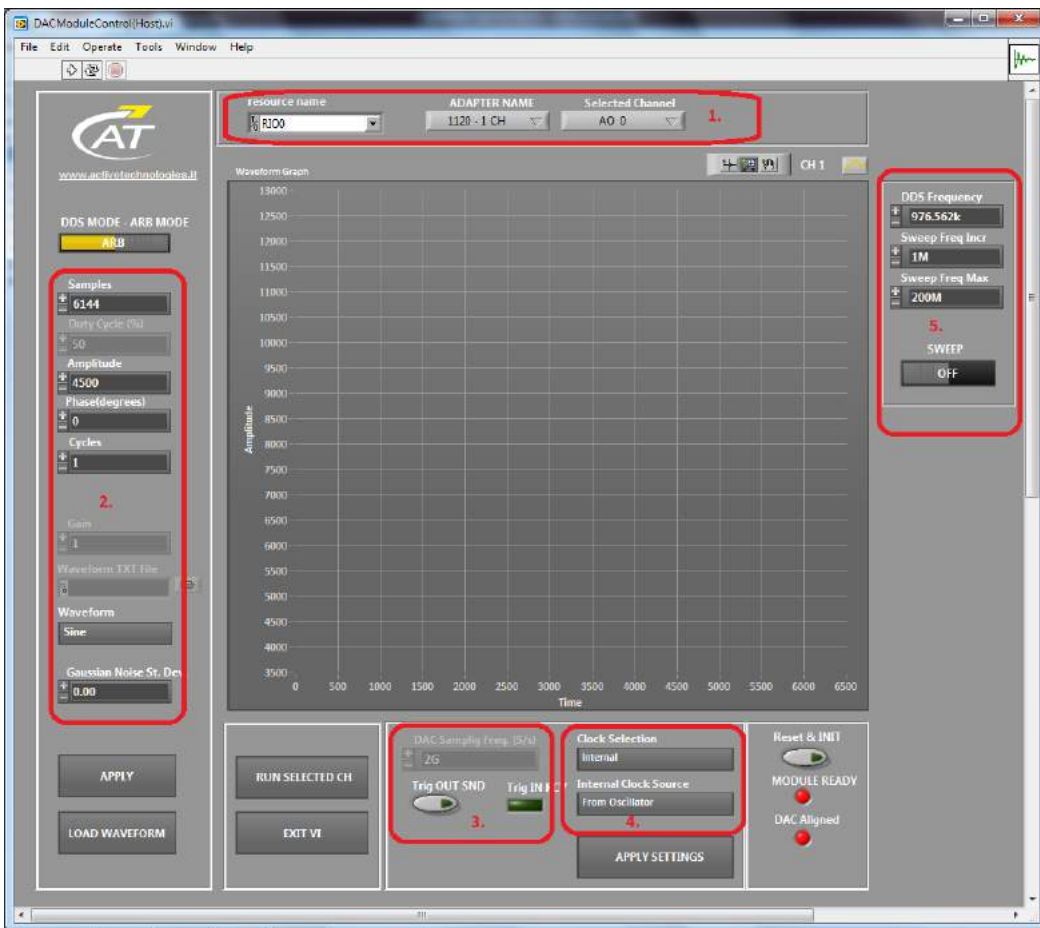 DACModuleControl(Host).vi
File Edit Operate Tools Window Help
resource name ADAPTER NAME Selected Channel
RIO0 1120 - 1 CH AO 0 1.
AT
www.activetechnologies.it
Waveform Graph CH 1
DDS MODE - ARB MODE
ARB
Samples
6144
Duty Cycle (%)
50
Amplitude
4500
Phase(degrees)
0
Cycles
1
2.
Gain
1
Waveform TXT File
Waveform
Sine
Gaussian Noise St. Dev
0.00
Amplitude
13000
12500
12000
11500
11000
10500
10000
9500
9000
8500
8000
7500
7000
6500
6000
5500
5000
4500
4000
3500
0 500 1000 1500 2000 2500 3000 3500 4000 4500 5000 5500 6000 6500
Time
DDS Frequency
976.562k
Sweep Freq Incr
1M
Sweep Freq Max
200M
5.
SWEEP
OFF
APPLY
LOAD WAVEFORM
RUN SELECTED CH
EXIT VI
DAC Samplig Freq. (S/s)
2G
Trig OUT SND Trig IN RCV
3.
Clock Selection
Internal
Internal Clock Source
From Oscillator
4.
APPLY SETTINGS
Reset & INIT
MODULE READY
DAC Aligned